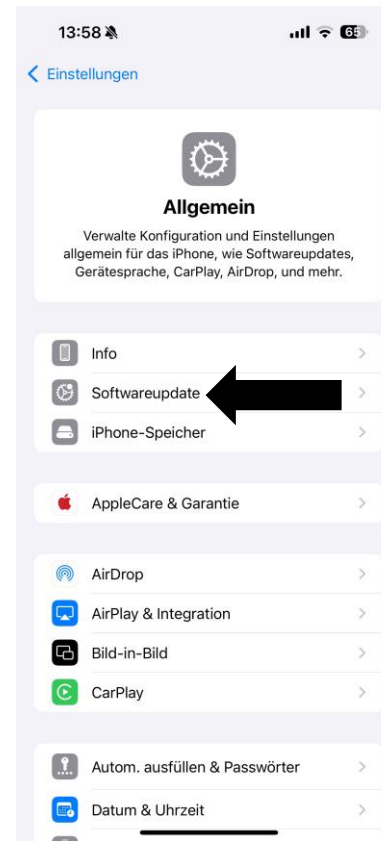 13:58
65
Einstellungen
Allgemein
Verwalte Konfiguration und Einstellungen
allgemein für das iPhone, wie Softwareupdates,
Gerätesprache, CarPlay, AirDrop, und mehr.
Info
Softwareupdate
iPhone-Speicher
AppleCare & Garantie
AirDrop
AirPlay & Integration
Bild-in-Bild
CarPlay
Autom. ausfüllen & Passwörter
Datum & Uhrzeit